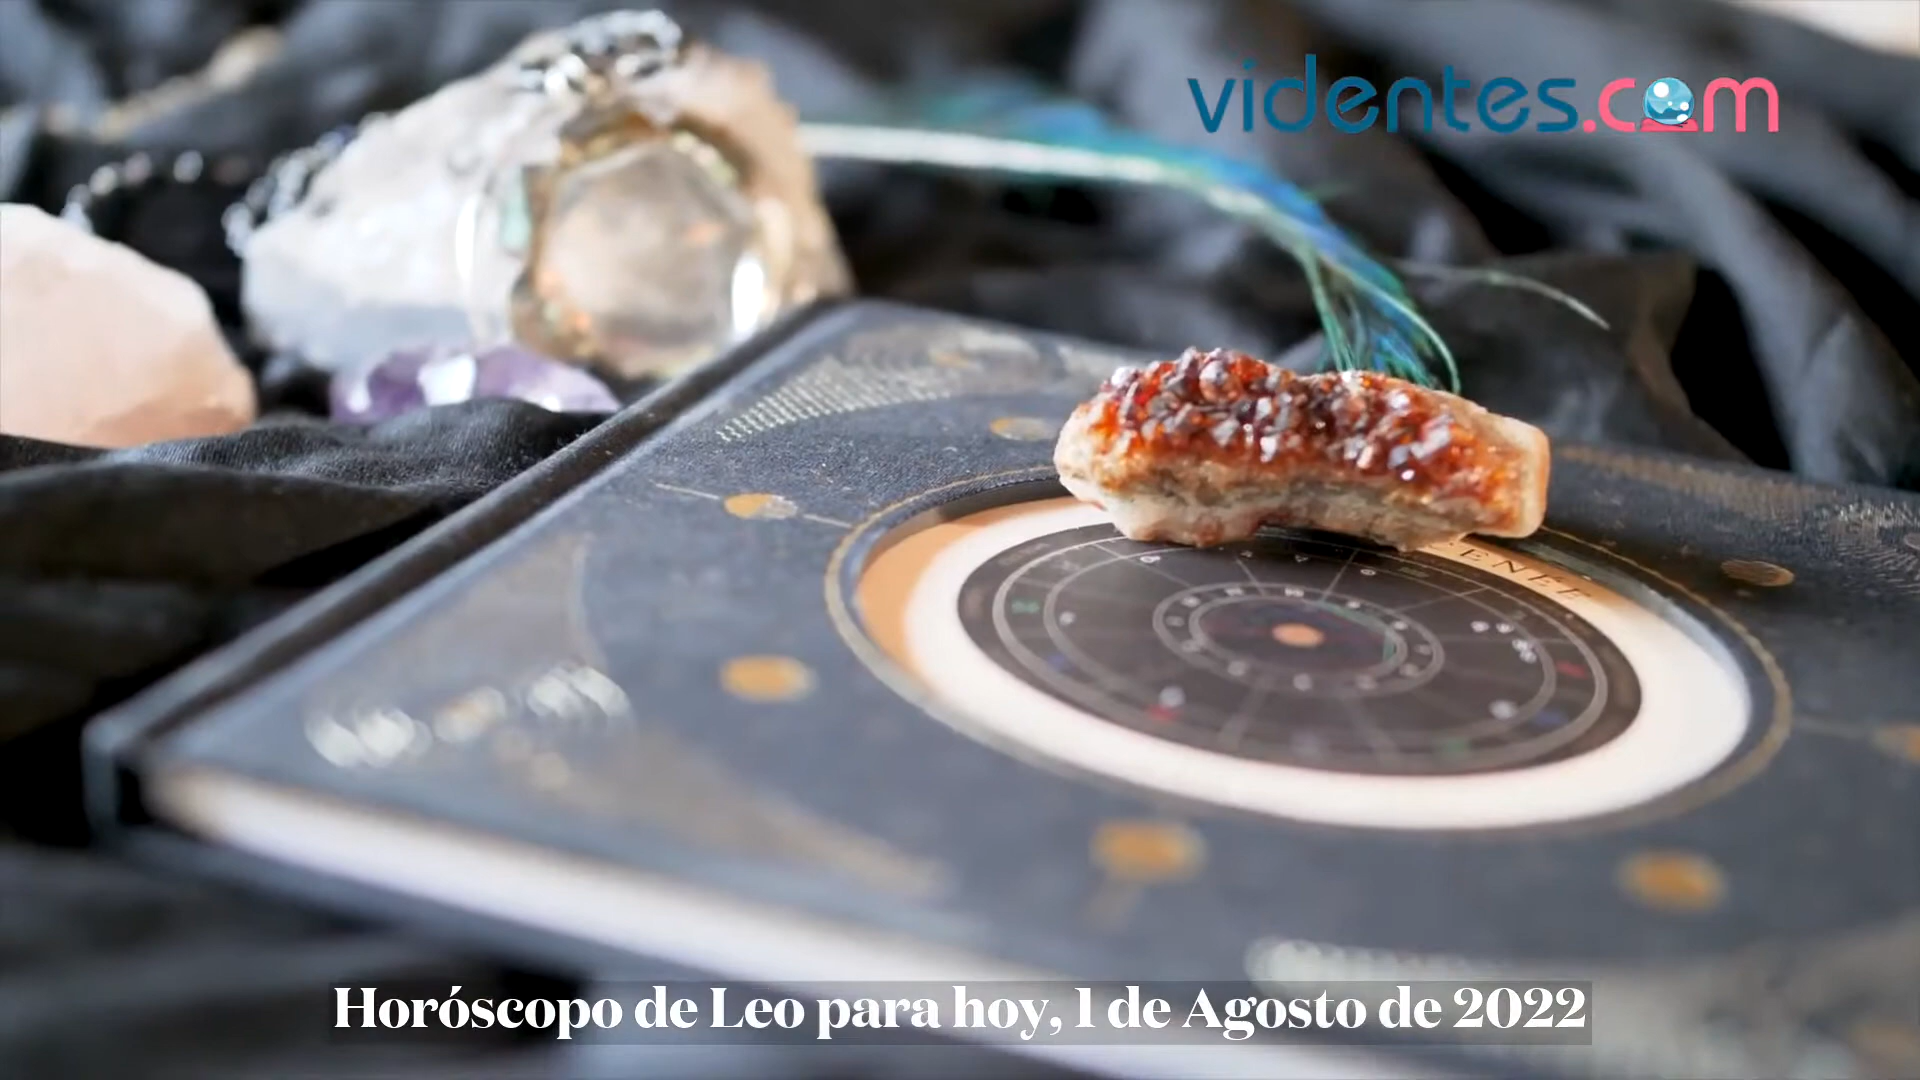 videntes.com
Horóscopo de Leo para hoy, 1 de Agosto de 2022